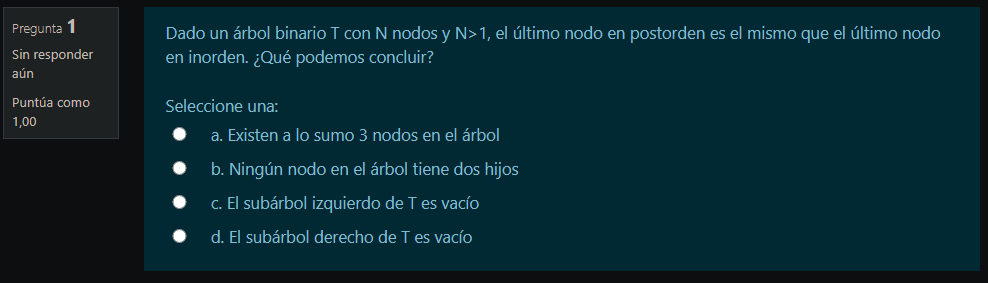 Pregunta 1
Sin responder
aún
Puntúa como
1,00
Dado un árbol binario T con N nodos y N>1, el último nodo en postorden es el mismo que el último nodo
en inorden. ¿Qué podemos concluir?
Seleccione una:
a. Existen a lo sumo 3 nodos en el árbol
b. Ningún nodo en el árbol tiene dos hijos
c. El subárbol izquierdo de T es vacío
d. El subárbol derecho de T es vacío